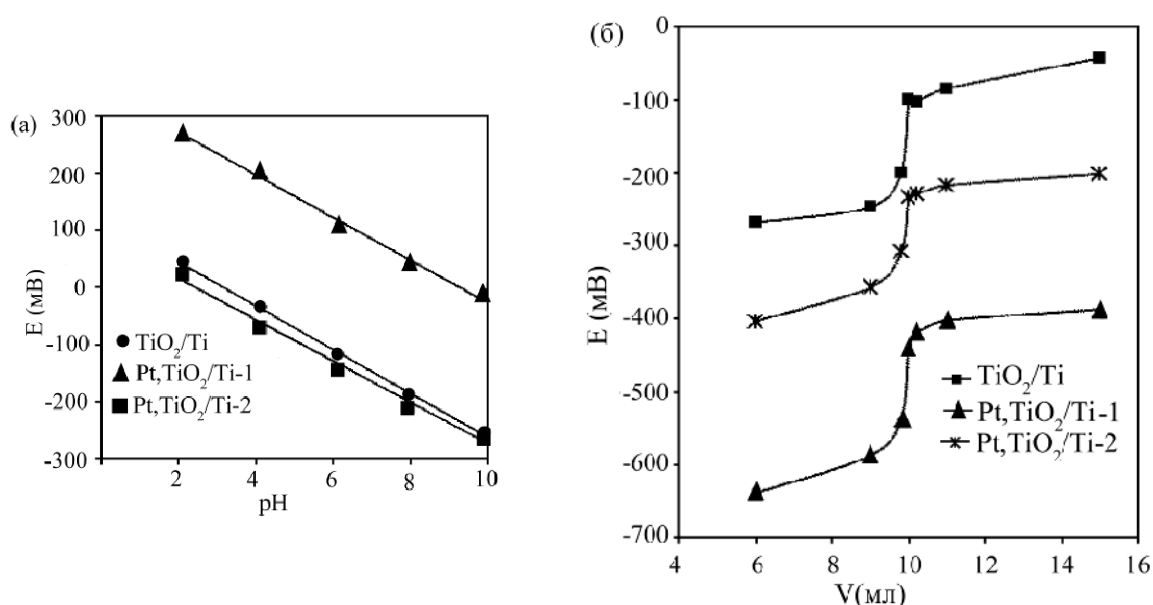 (а)
300
200
100
0
-100
-200
-300
E (мВ)
TiO₂/Ti
Pt,TiO₂/Ti-1
Pt,TiO₂/Ti-2
2
4
6
8
10
pH
(б)
0
-100
-200
-300
-400
-500
-600
-700
E (мВ)
TiO₂/Ti
Pt,TiO₂/Ti-1
Pt,TiO₂/Ti-2
4
6
8
10
12
14
16
V(мл)